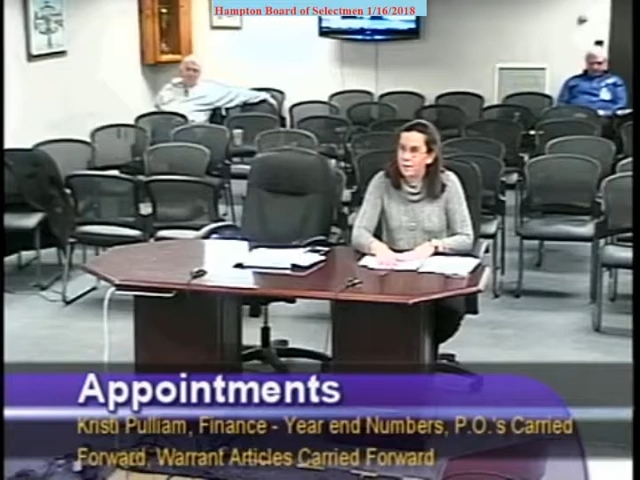 Hampton Board of Selectmen 1/16/2018
Appointments
Kristi Pulliam, Finance - Year end Numbers, P.O.'s Carried
Forward, Warrant Articles Carried Forward